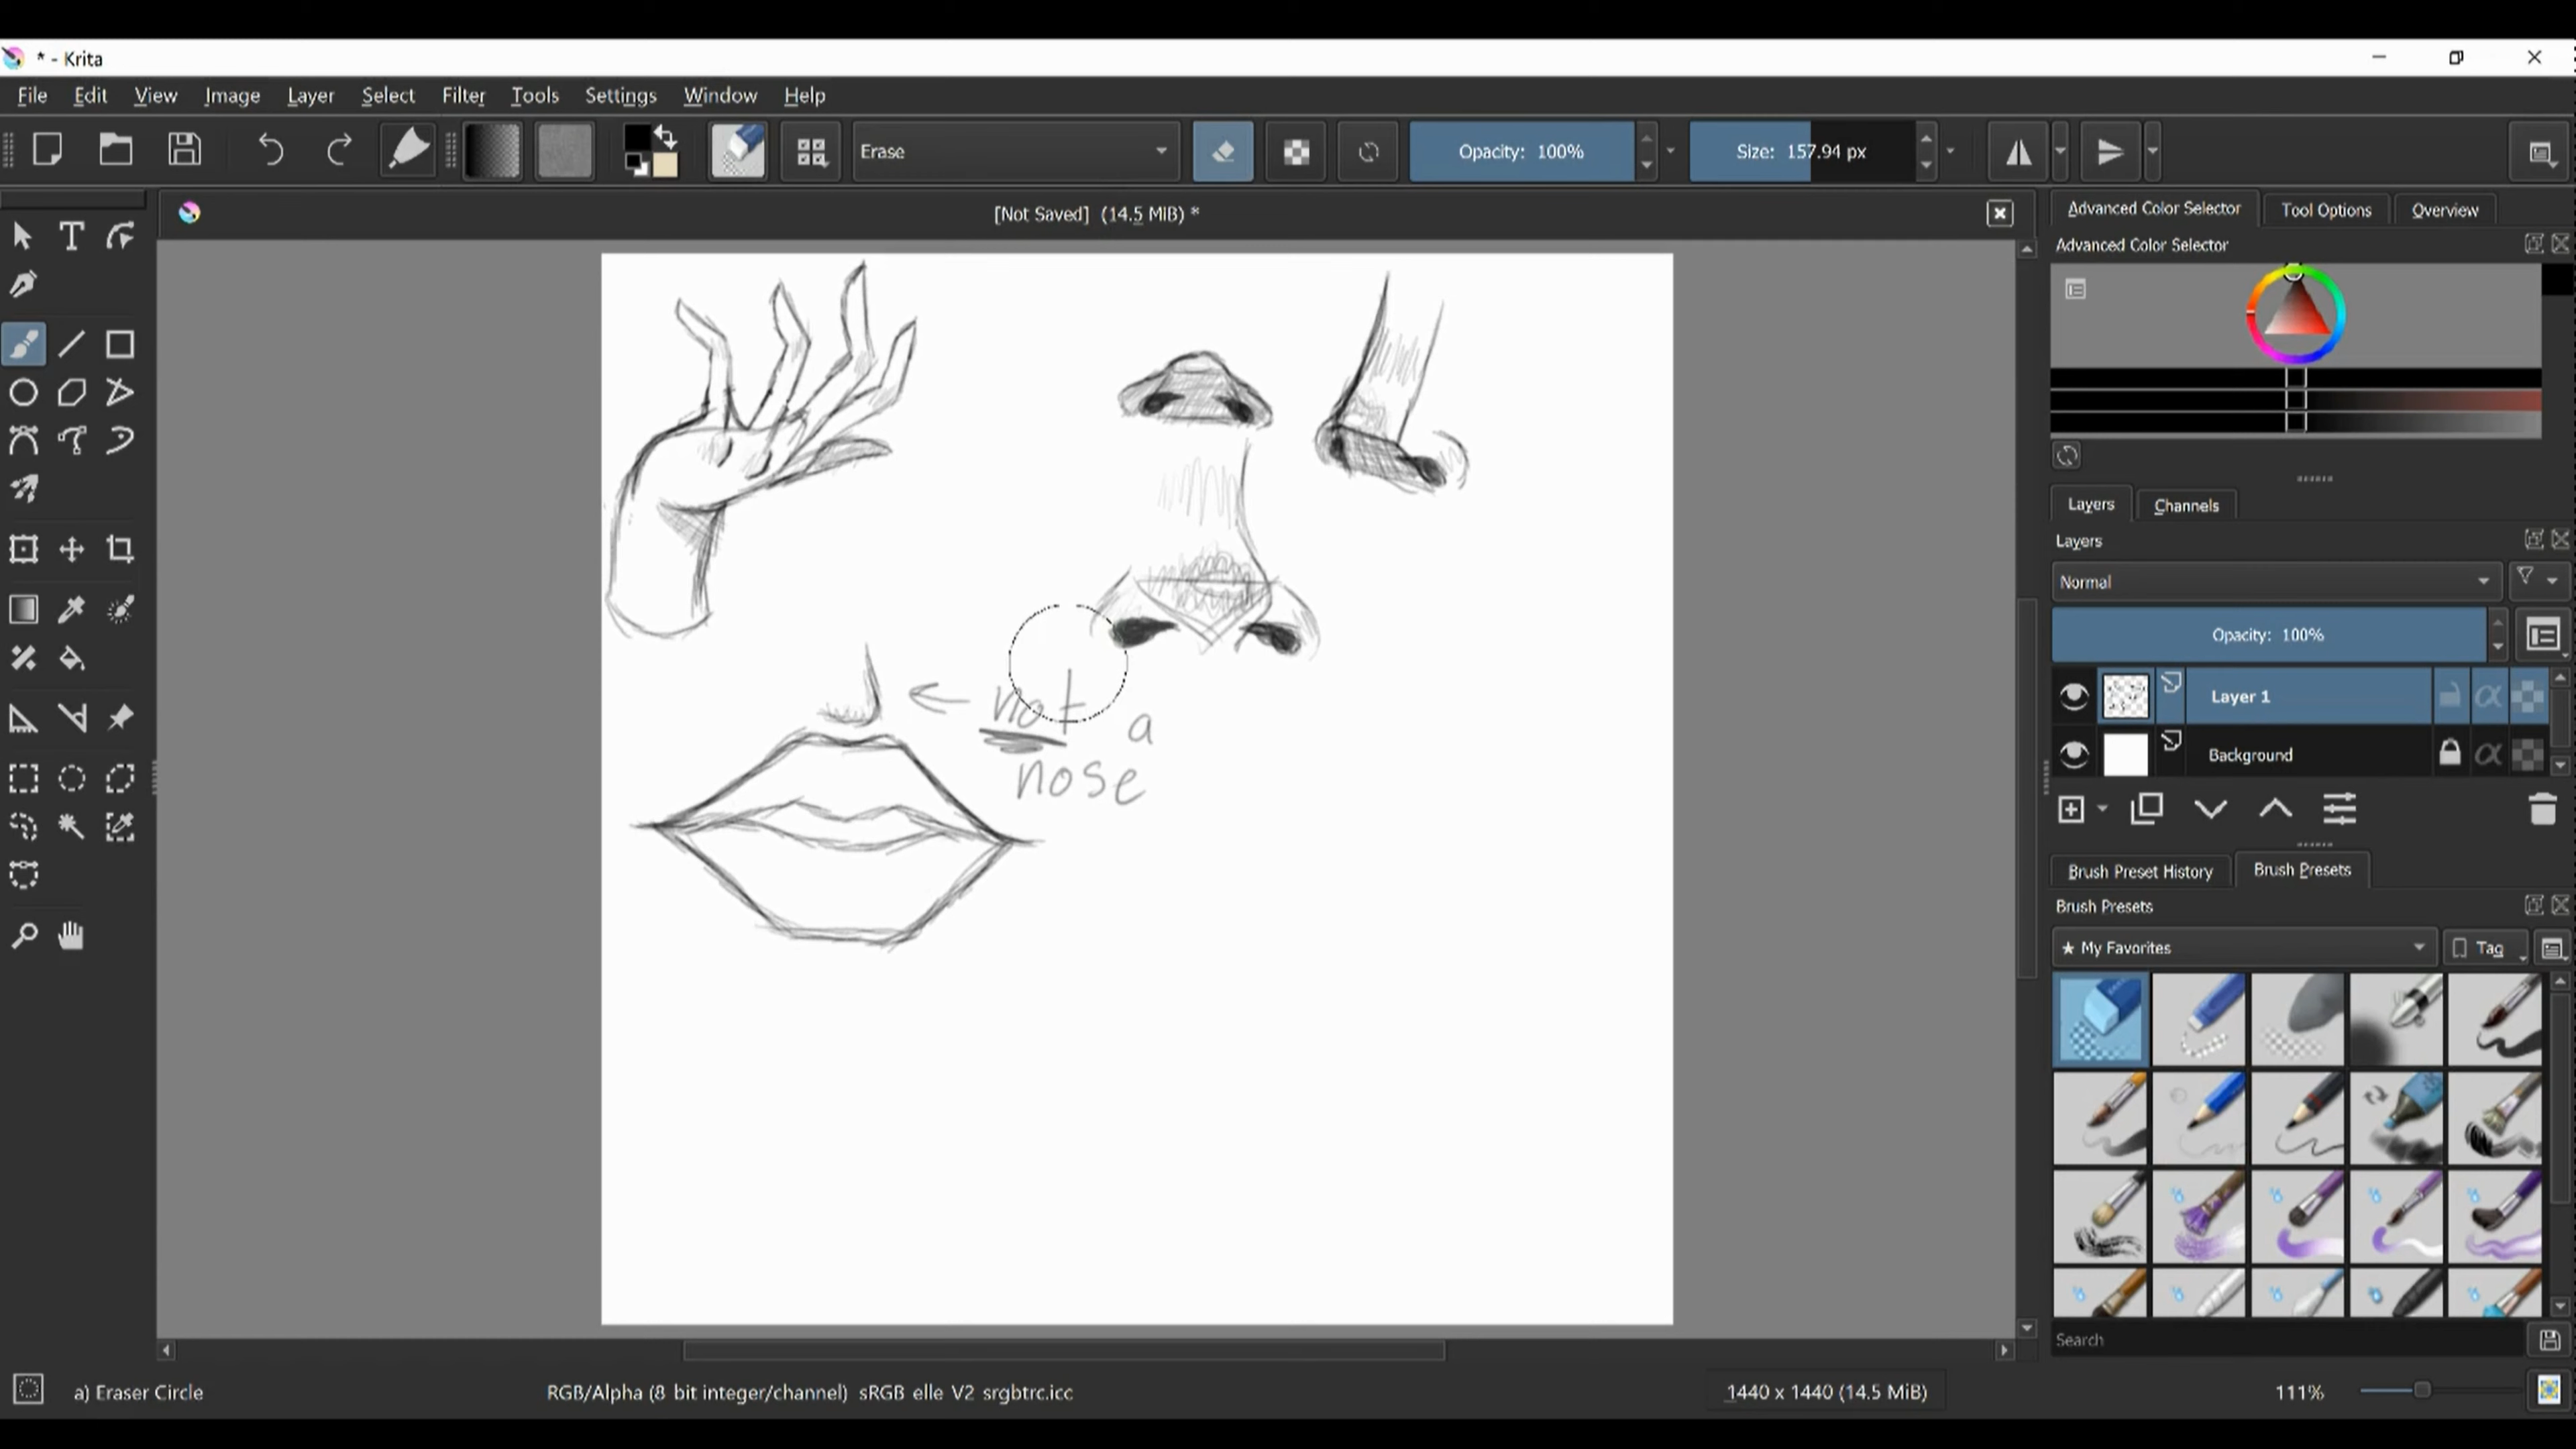 * - Krita
File Edit View Image Layer Select Filter Tools Settings Window Help
Erase Opacity: 100% Size: 157.94 px
[Not Saved] (14.5 MiB) *
Advanced Color Selector Tool Options Overview
Advanced Color Selector
Layers Channels
Layers
Normal
Opacity: 100%
Layer 1
Background
Brush Preset History Brush Presets
Brush Presets
★ My Favorites Tag
Search
not a
nose
a) Eraser Circle RGB/Alpha (8 bit integer/channel) sRGB elle V2 srgbtrc.icc 1440 x 1440 (14.5 MiB) 111%